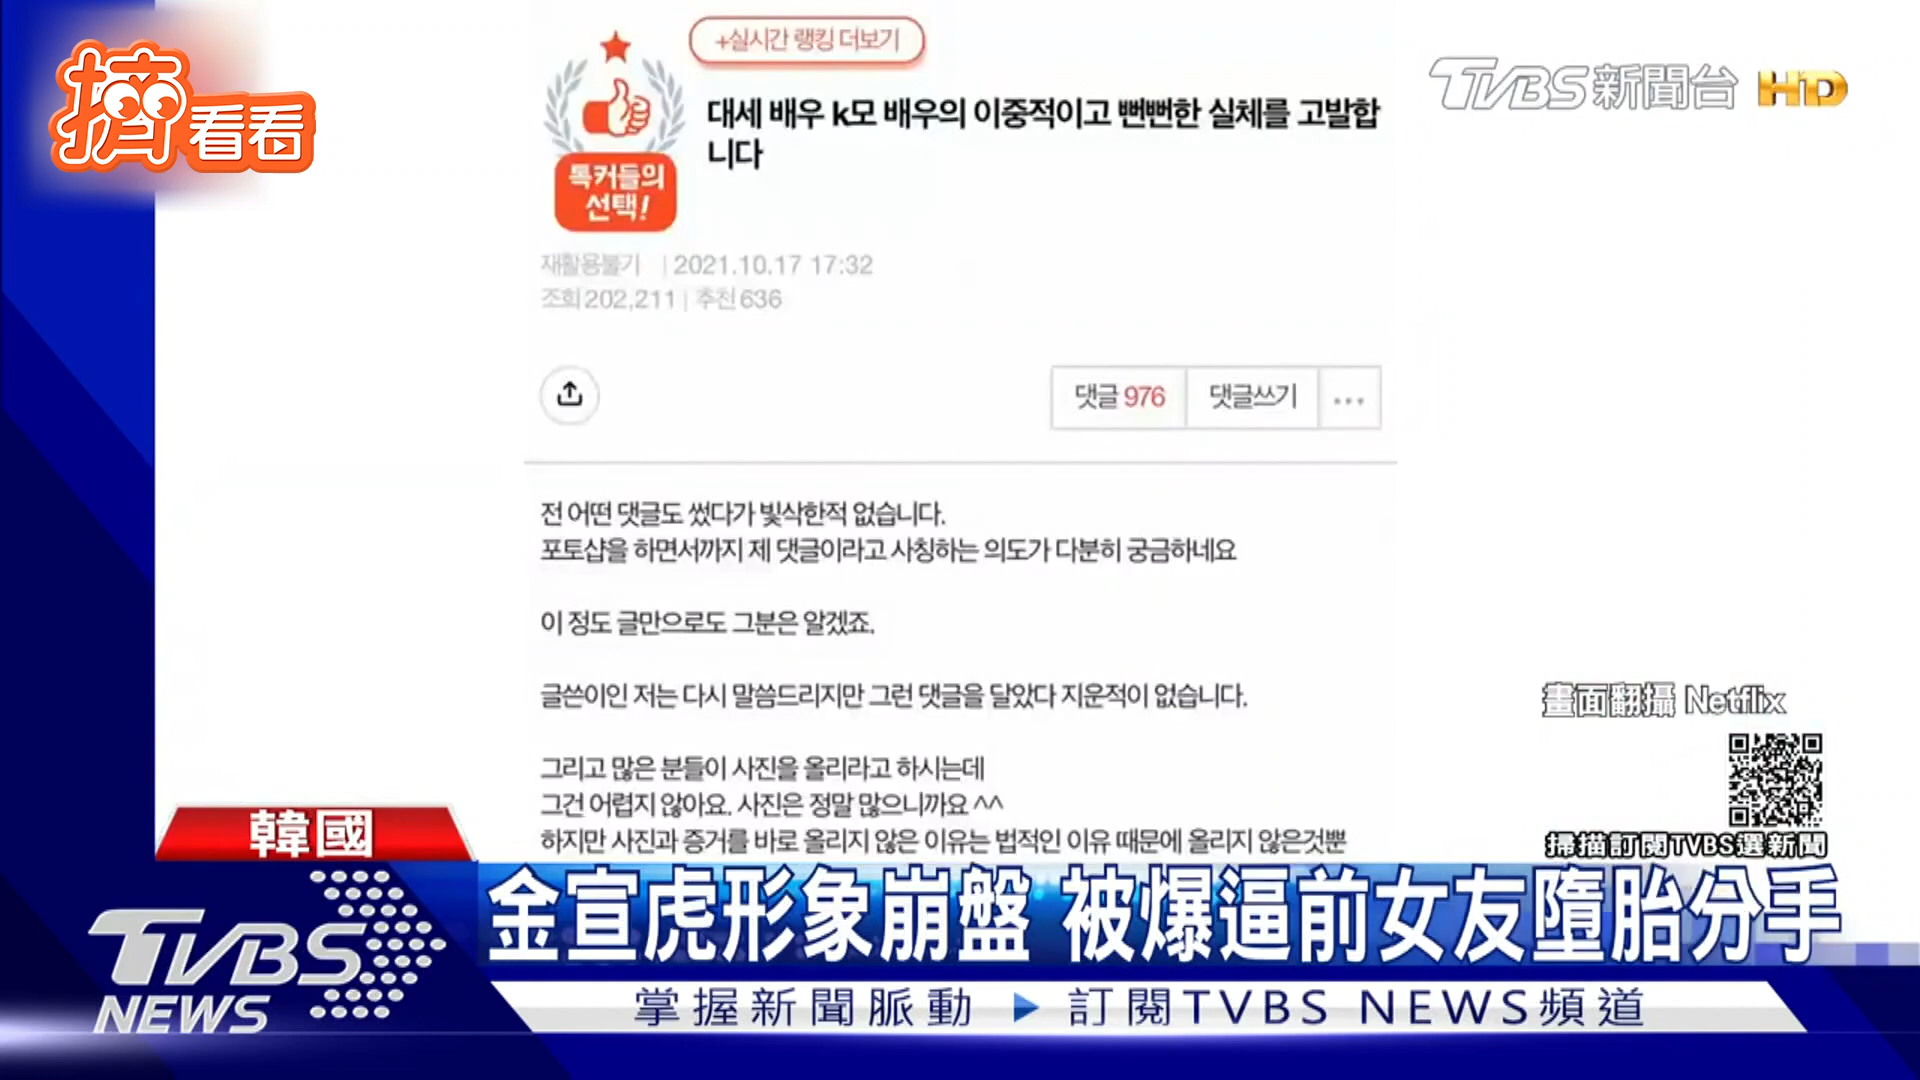 摘看看
+실시간 랭킹 더보기
TVBS新聞台 HD
대세 배우 k모 배우의 이중적이고 뻔뻔한 실체를 고발합
니다
톡커들의
선택!
재활용불기 | 2021.10.17 17:32
조회 202,211 | 추천 636
댓글 976 댓글쓰기 ...
전 어떤 댓글도 썼다가 빛삭한적 없습니다.
포토샵을 하면서까지 제 댓글이라고 사칭하는 의도가 다분히 궁금하네요
이 정도 글만으로도 그분은 알겠죠.
글쓴이인 저는 다시 말씀드리지만 그런 댓글을 달았다 지운적이 없습니다.
그리고 많은 분들이 사진을 올리라고 하시는데
그건 어렵지 않아요. 사진은 정말 많으니까요 ^^
하지만 사진과 증거를 바로 올리지 않은 이유는 법적인 이유 때문에 올리지 않은것뿐
畫面翻攝 Netflix
掃描訂閱TVBS選新聞
韓國
金宣虎形象崩盤 被爆逼前女友墮胎分手
TVBS
NEWS
掌握新聞脈動 ▶ 訂閱TVBS NEWS頻道